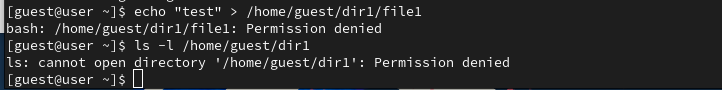 [guest@user ~]$ echo "test" > /home/guest/dir1/file1
bash: /home/guest/dir1/file1: Permission denied
[guest@user ~]$ ls -l /home/guest/dir1
ls: cannot open directory '/home/guest/dir1': Permission denied
[guest@user ~]$